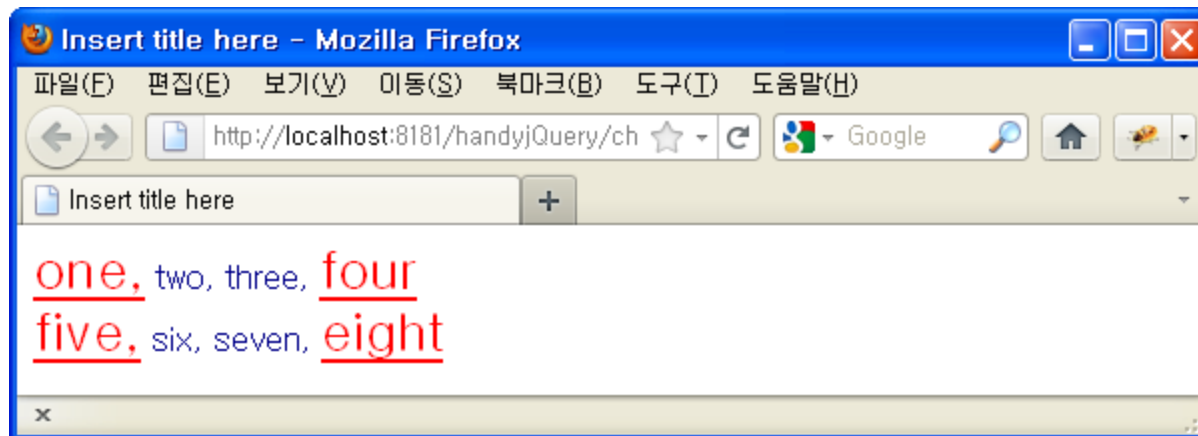 Insert title here - Mozilla Firefox
파일(F) 편집(E) 보기(V) 이동(S) 북마크(B) 도구(T) 도움말(H)
http://localhost:8181/handyjQuery/ch Google
Insert title here
one, two, three, four
five, six, seven, eight